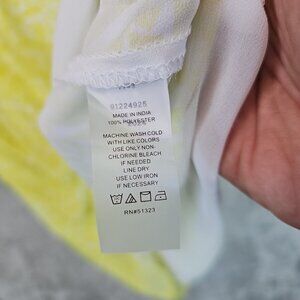 91224925
MADE IN INDIA
100% POLYESTER
MACHINE WASH COLD
WITH LIKE COLORS
USE ONLY NON-
CHLORINE BLEACH
IF NEEDED
LINE DRY
USE LOW IRON
IF NECESSARY
RN#51323